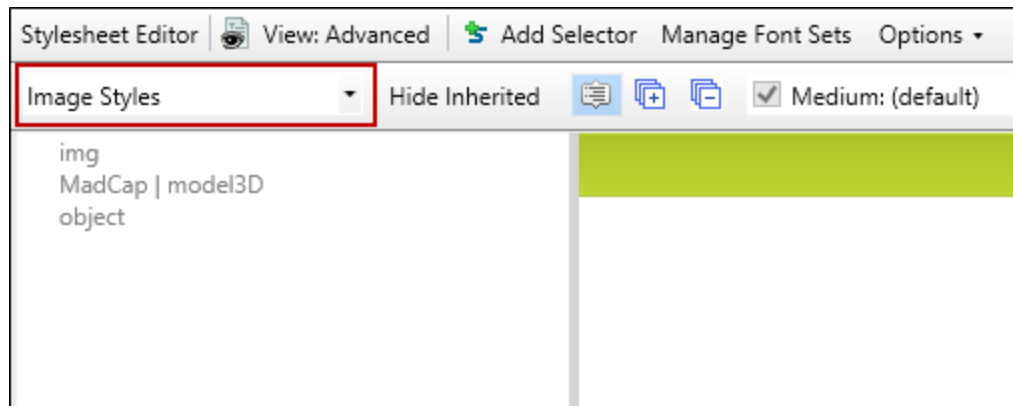 Stylesheet Editor View: Advanced Add Selector Manage Font Sets Options
Image Styles Hide Inherited Medium: (default)
img
MadCap | model3D
object